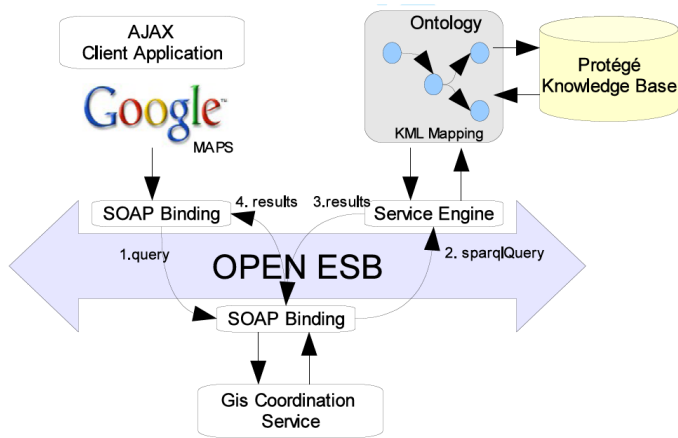 AJAX
Client Application
Google™
MAPS
Ontology
KML Mapping
Protégé
Knowledge Base
SOAP Binding
4. results
3.results
Service Engine
1.query
OPEN ESB
2. sparqlQuery
SOAP Binding
Gis Coordination
Service